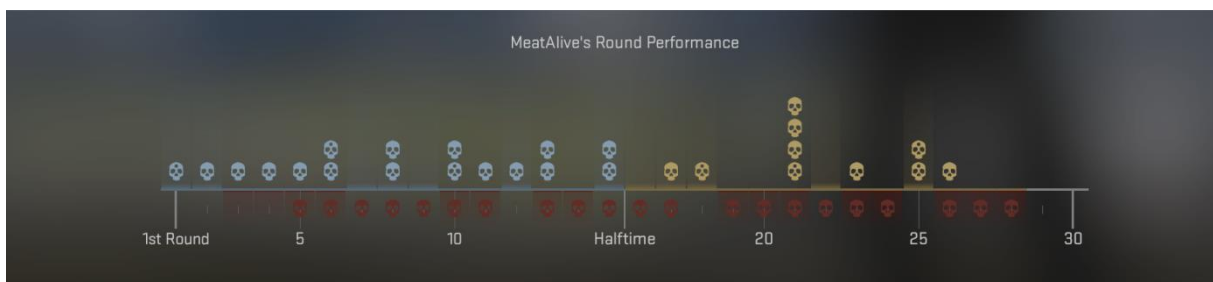 MeatAlive's Round Performance
1st Round 5 10 Halftime 20 25 30